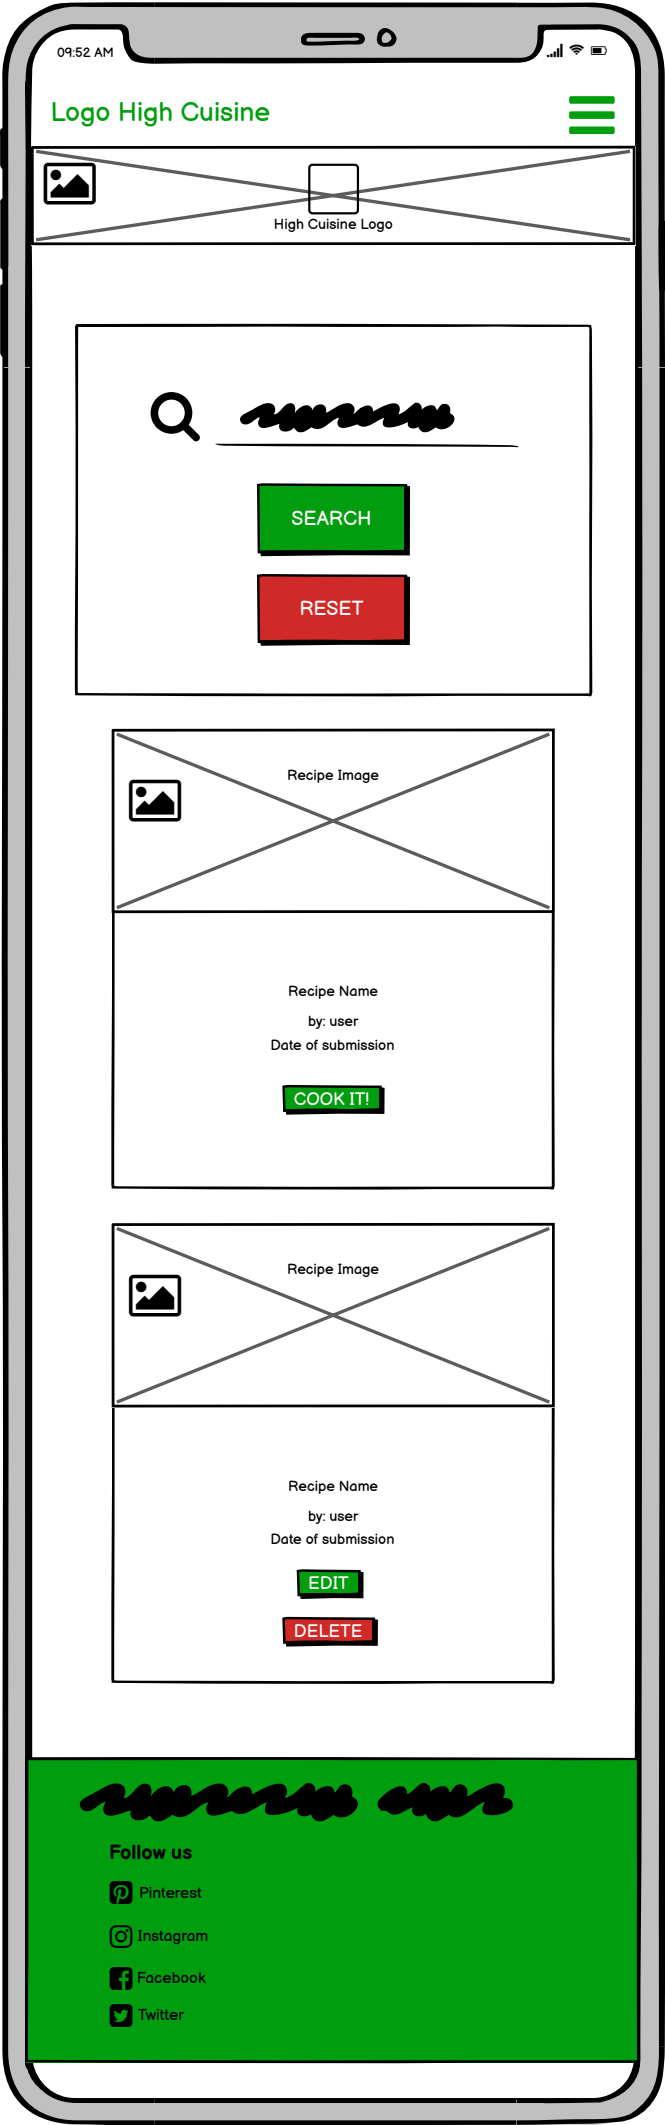 09:52 AM
Logo High Cuisine
High Cuisine Logo
SEARCH
RESET
Recipe Image
Recipe Name
by: user
Date of submission
COOK IT!
Recipe Image
Recipe Name
by: user
Date of submission
EDIT
DELETE
Follow us
Pinterest
Instagram
Facebook
Twitter